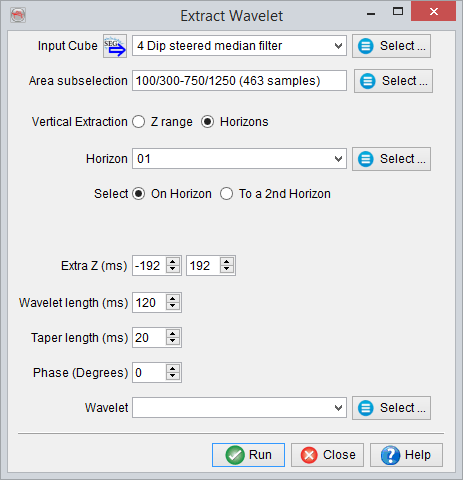 Extract Wavelet
Input Cube SEG 4 Dip steered median filter Select ...
Area subselection 100/300-750/1250 (463 samples) Select ...
Vertical Extraction Z range Horizons
Horizon 01 Select ...
Select On Horizon To a 2nd Horizon
Extra Z (ms) -192 192
Wavelet length (ms) 120
Taper length (ms) 20
Phase (Degrees) 0
Wavelet Select ...
Run Close Help